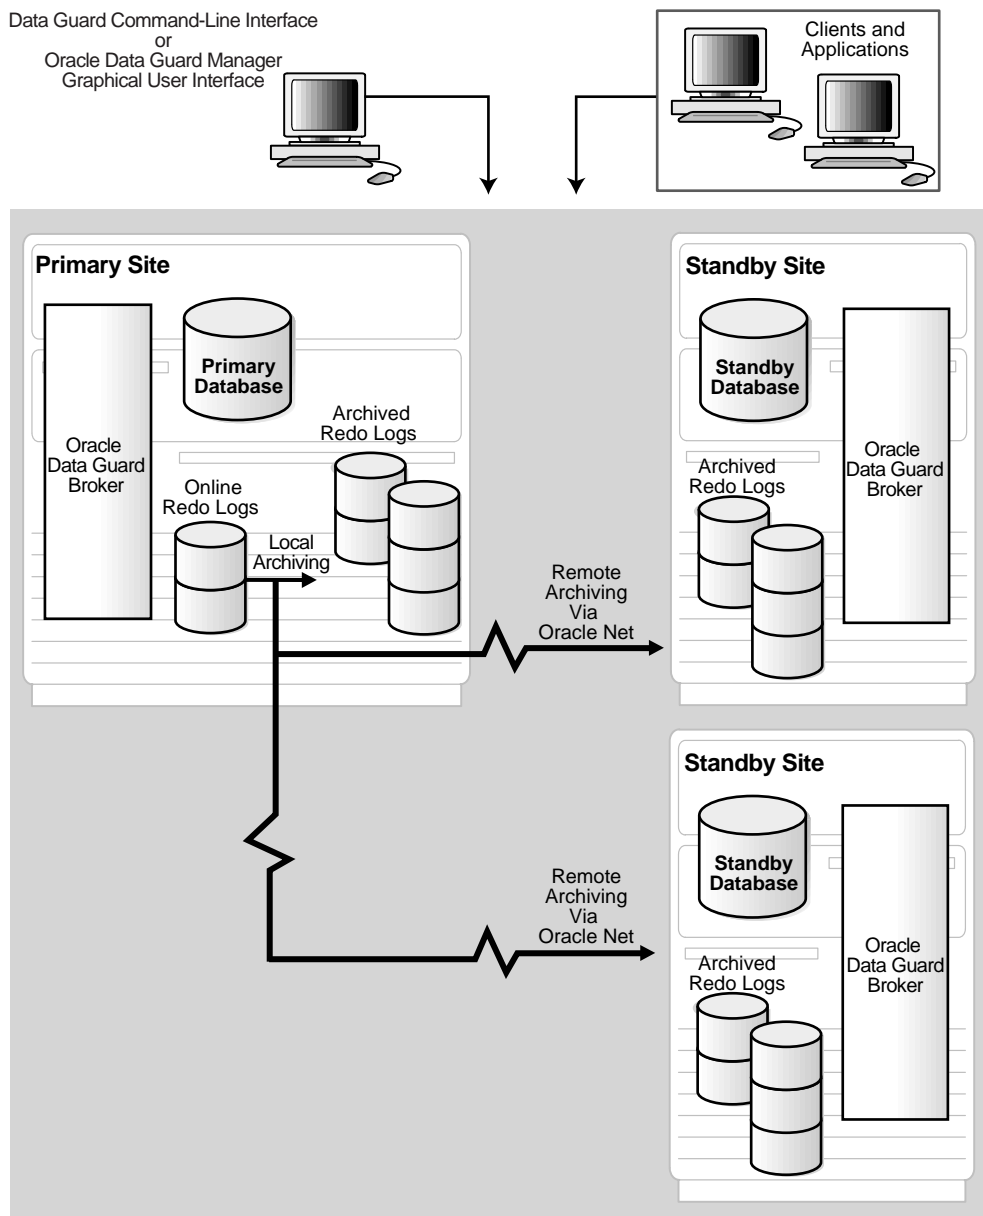 Data Guard Command-Line Interface
or
Oracle Data Guard Manager
Graphical User Interface
Clients and
Applications
Primary Site
Primary
Database
Oracle
Data Guard
Broker
Archived
Redo Logs
Online
Redo Logs
Local
Archiving
Remote
Archiving
Via
Oracle Net
Standby Site
Standby
Database
Archived
Redo Logs
Oracle
Data Guard
Broker
Remote
Archiving
Via
Oracle Net
Standby Site
Standby
Database
Archived
Redo Logs
Oracle
Data Guard
Broker